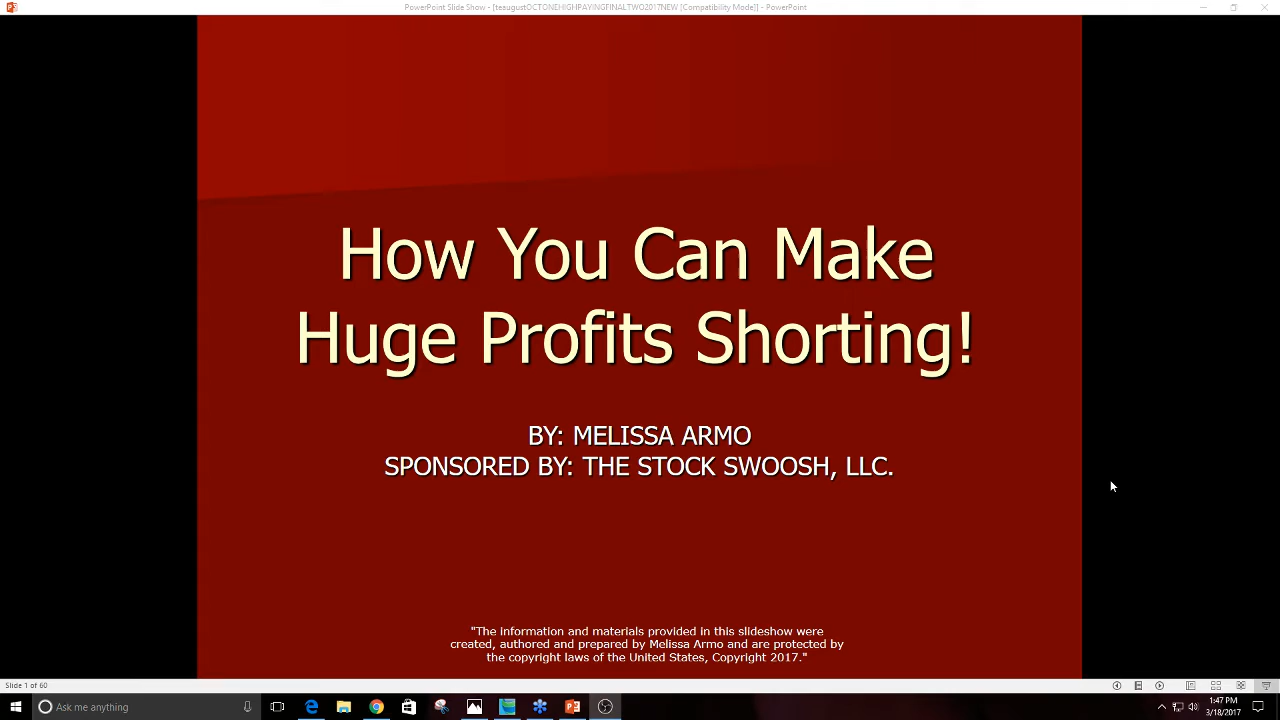 PowerPoint Slide Show - [teaugustOCTONEHIGHPAYINGFINALTWO2017NEW [Compatibility Mode]] - PowerPoint
How You Can Make
Huge Profits Shorting!
BY: MELISSA ARMO
SPONSORED BY: THE STOCK SWOOSH, LLC.
"The information and materials provided in this slideshow were
created, authored and prepared by Melissa Armo and are protected by
the copyright laws of the United States, Copyright 2017."
Slide 1 of 60
Ask me anything
1:47 PM
3/18/2017